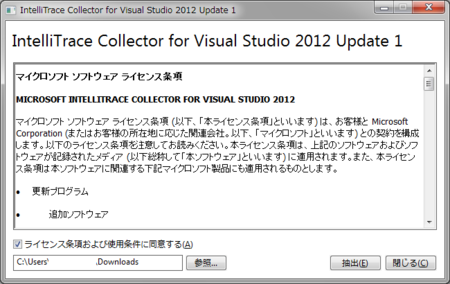 IntelliTrace Collector for Visual Studio 2012 Update 1
IntelliTrace Collector for Visual Studio 2012 Update 1
マイクロソフト ソフトウェア ライセンス条項
MICROSOFT INTELLITRACE COLLECTOR FOR VISUAL STUDIO 2012
マイクロソフト ソフトウェア ライセンス条項 (以下、「本ライセンス条項」といいます) は、お客様と Microsoft
Corporation (またはお客様の所在地に応じた関連会社。以下、「マイクロソフト」といいます) との契約を構成
します。以下のライセンス条項を注意してお読みください。本ライセンス条項は、上記のソフトウェアおよびソフ
トウェアが記録されたメディア (以下総称して「本ソフトウェア」といいます) に適用されます。また、本ライセン
ス条項は本ソフトウェアに関連する下記マイクロソフト製品にも適用されるものとします。
• 更新プログラム
• 追加ソフトウェア
ライセンス条項および使用条件に同意する(A)
C:\Users\ .Downloads
参照...
抽出(E)
閉じる(C)